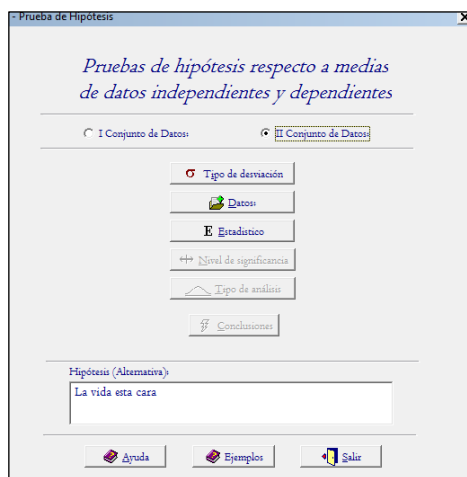 - Prueba de Hipótesis
Pruebas de hipótesis respecto a medias
de datos independientes y dependientes
I Conjunto de Datos:
II Conjunto de Datos:
σ Tipo de desviación
Datos:
E Estadistico
Nivel de significancia
Tipo de análisis
Conclusiones
Hipótesis (Alternativa):
La vida esta cara
Ayuda
Ejemplos
Salir